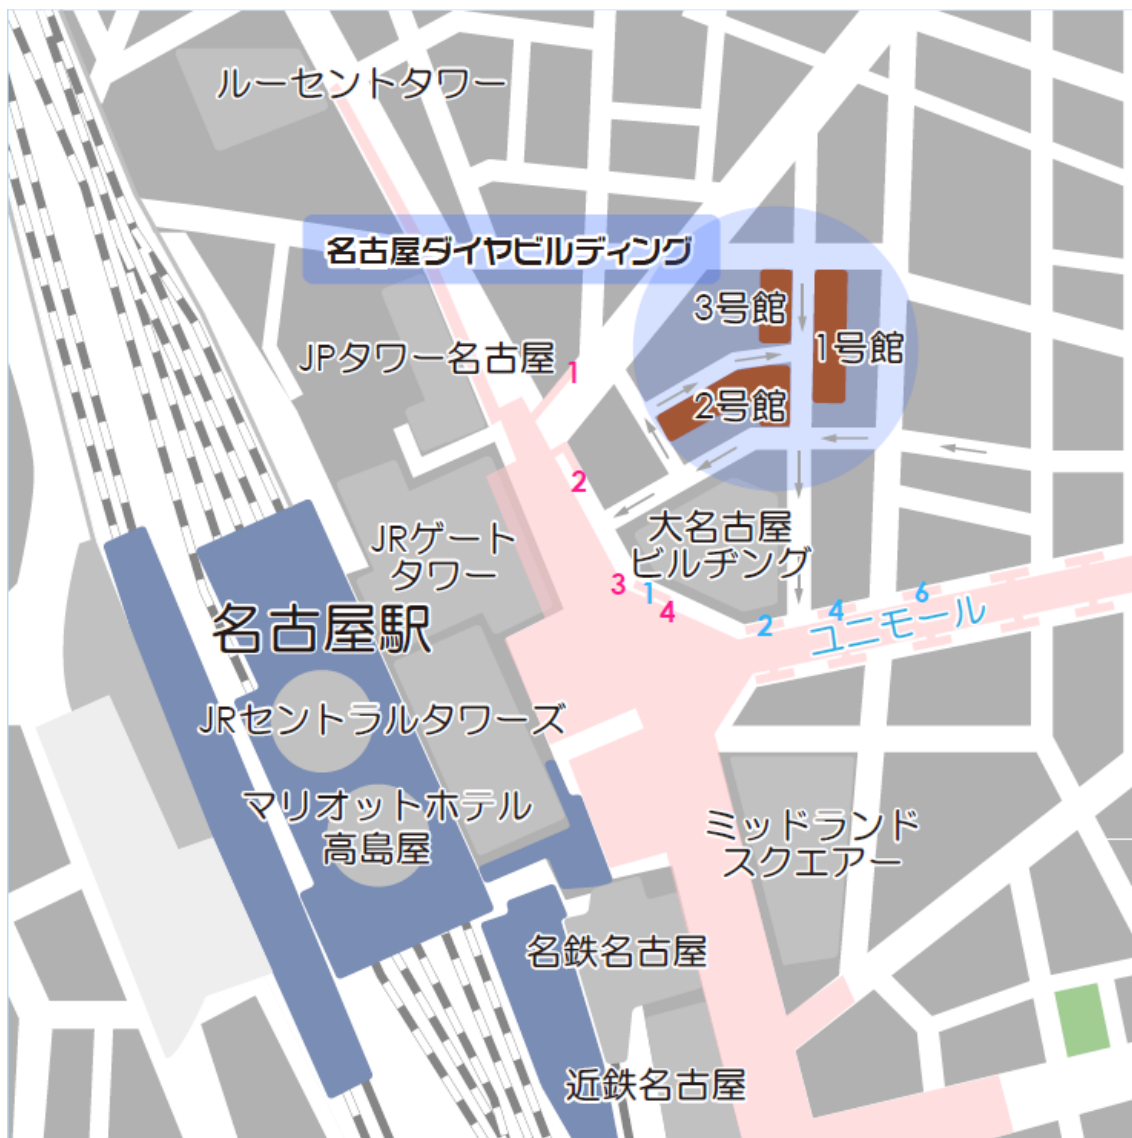 ルーセントタワー
名古屋ダイヤビルディング
3号館
1号館
JPタワー名古屋
1
2号館
2
JRゲート
タワー
大名古屋
ビルヂング
3
1
4
2
4
6
ユニモール
名古屋駅
JRセントラルタワーズ
マリオットホテル
高島屋
ミッドランド
スクエアー
名鉄名古屋
近鉄名古屋